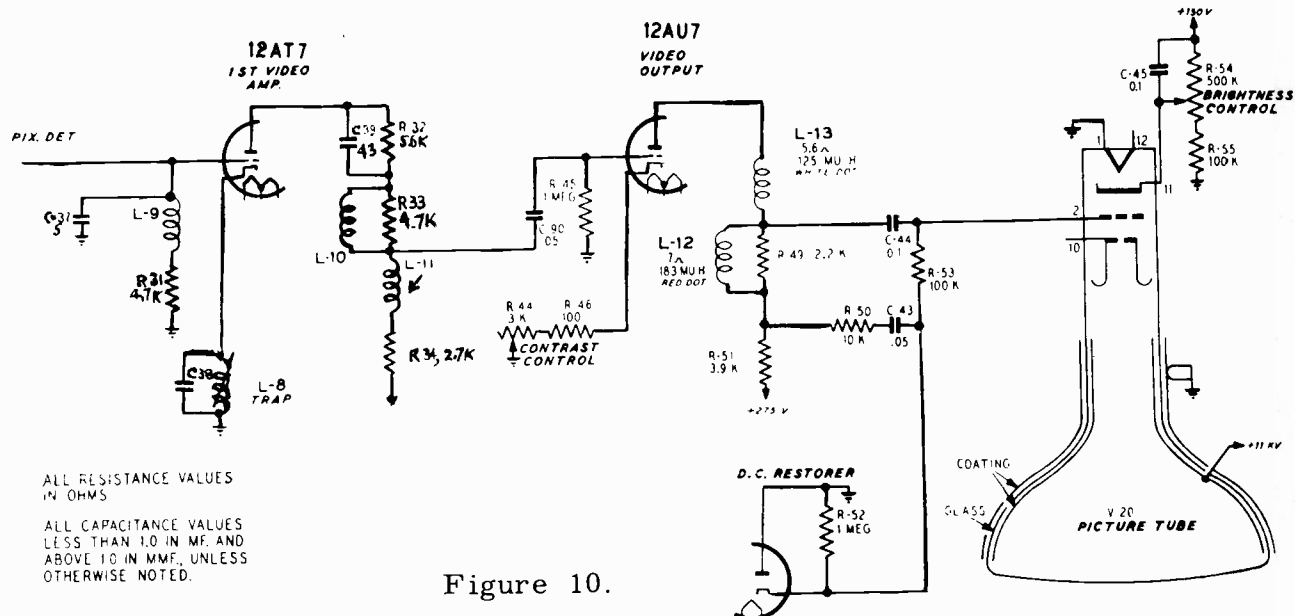 12AT7
1 ST VIDEO
AMP.
12AU7
VIDEO
OUTPUT
+150V
C-45
0.1
R-54
500 K
BRIGHTNESS
CONTROL
R-55
100 K
PIX. DET
C39
43
R 32
5.6K
L-13
5.6
125 MU H
WHITE DOT
1
12
11
2
10
L-9
5
R31
4.7K
R33
4.7K
L-10
L-11
R-45
1 MEG
C-90
.05
L-12
183 MU H
RED DOT
R-49 2.2 K
C-44
0.1
R-53
100 K
R 44
3 K
R 46
100
CONTRAST
CONTROL
R-50
10 K
C-43
.05
R-34, 2.7K
R-51
3.9 K
+275 V
C38
L-8
TRAP
+11 KV
COATING
GLASS
V 20
PICTURE TUBE
D.C. RESTORER
R-52
1 MEG
ALL RESISTANCE VALUES
IN OHMS
ALL CAPACITANCE VALUES
LESS THAN 1.0 IN MF. AND
ABOVE 1.0 IN MMF., UNLESS
OTHERWISE NOTED.
Figure 10.